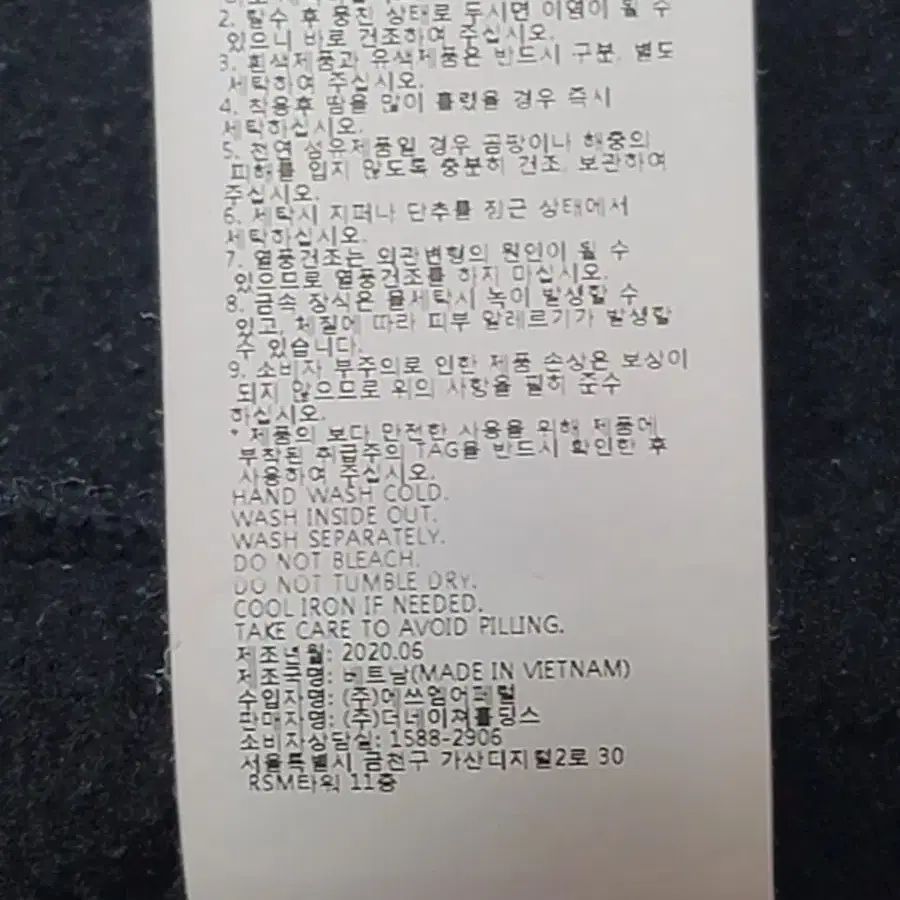 2. 탈수 후 뭉친 상태로 두시면 이염이 될 수
있으니 바로 건조하여 주십시오.
3. 흰색제품과 유색제품은 반드시 구분, 별도
세탁하여 주십시오.
4. 착용후 땀을 많이 흘렸을 경우 즉시
세탁하십시오.
5. 천연 섬유제품일 경우 곰팡이나 해충의
피해를 입지 않도록 충분히 건조, 보관하여
주십시오.
6. 세탁시 지퍼나 단추를 잠근 상태에서
세탁하십시오.
7. 열풍건조는 외관변형의 원인이 될 수
있으므로 열풍건조를 하지 마십시오.
8. 금속 장식은 물세탁시 녹이 발생할 수
있고, 체질에 따라 피부 알레르기가 발생할
수 있습니다.
9. 소비자 부주의로 인한 제품 손상은 보상이
되지 않으므로 위의 사항을 필히 준수
하십시오.
* 제품의 보다 안전한 사용을 위해 제품에
부착된 취급주의 TAG을 반드시 확인한 후
사용하여 주십시오.
HAND WASH COLD.
WASH INSIDE OUT.
WASH SEPARATELY.
DO NOT BLEACH.
DO NOT TUMBLE DRY.
COOL IRON IF NEEDED.
TAKE CARE TO AVOID PILLING.
제조년월: 2020.05
제조국명: 베트남(MADE IN VIETNAM)
수입자명: (주)에쓰엠어패럴
판매자명: (주)더네이쳐홀딩스
소비자상담실: 1588-2906
서울특별시 금천구 가산디지털2로 30
RSM타워 11층